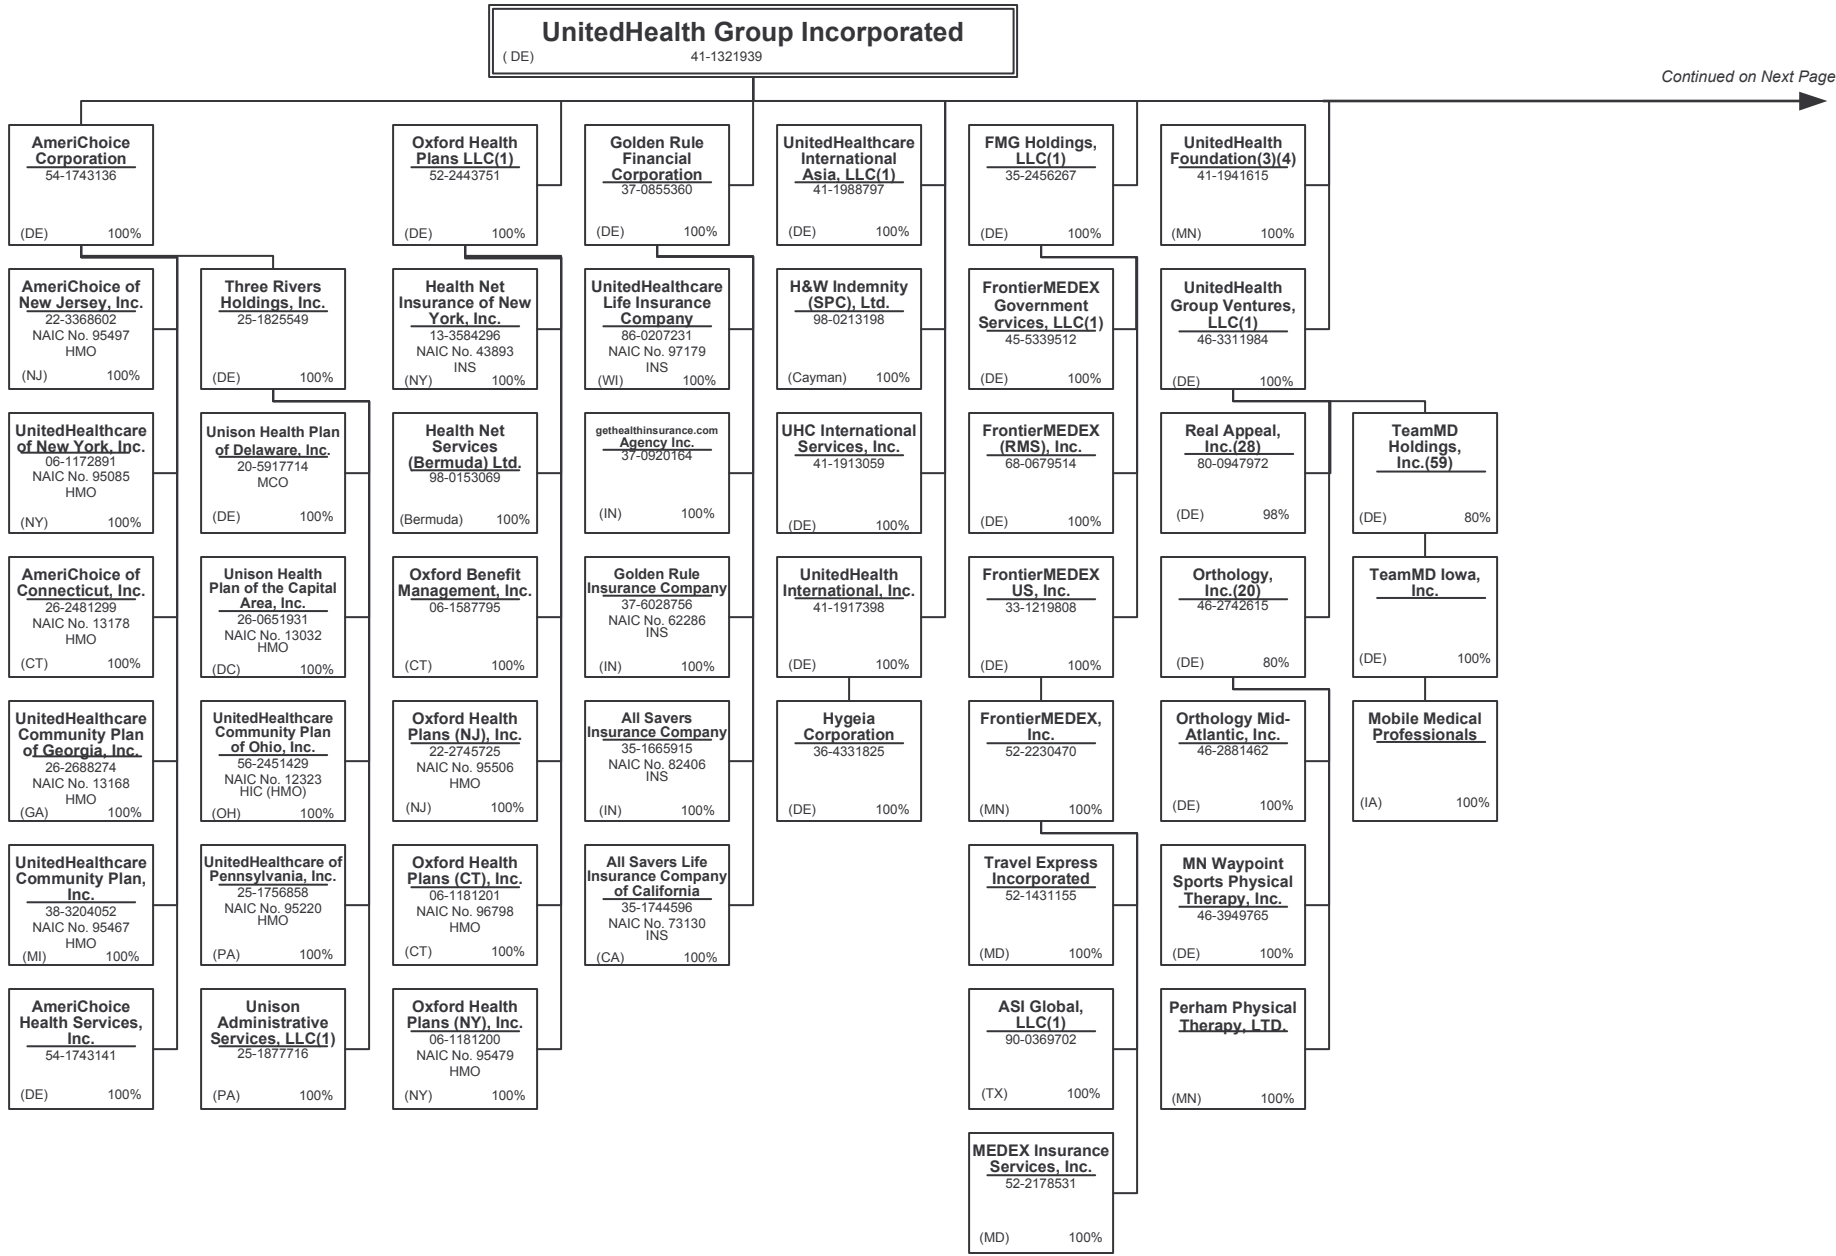 UnitedHealth Group Incorporated
( DE) 41-1321939
Continued on Next Page
AmeriChoice
Corporation
54-1743136
(DE) 100%
Oxford Health
Plans LLC(1)
52-2443751
(DE) 100%
Golden Rule
Financial
Corporation
37-0855360
(DE) 100%
UnitedHealthcare
International
Asia, LLC(1)
41-1988797
(DE) 100%
FMG Holdings,
LLC(1)
35-2456267
(DE) 100%
UnitedHealth
Foundation(3)(4)
41-1941615
(MN) 100%
AmeriChoice of
New Jersey, Inc.
22-3368602
NAIC No. 95497
HMO
(NJ) 100%
Three Rivers
Holdings, Inc.
25-1825549
(DE) 100%
Health Net
Insurance of New
York, Inc.
13-3584296
NAIC No. 43893
INS
(NY) 100%
UnitedHealthcare
Life Insurance
Company
86-0207231
NAIC No. 97179
INS
(WI) 100%
H&W Indemnity
(SPC), Ltd.
98-0213198
(Cayman) 100%
FrontierMEDEX
Government
Services, LLC(1)
45-5339512
(DE) 100%
UnitedHealth
Group Ventures,
LLC(1)
46-3311984
(DE) 100%
UnitedHealthcare
of New York, Inc.
06-1172891
NAIC No. 95085
HMO
(NY) 100%
Unison Health Plan
of Delaware, Inc.
20-5917714
MCO
(DE) 100%
Health Net
Services
(Bermuda) Ltd.
98-0153069
(Bermuda) 100%
gethealthinsurance.com
Agency Inc.
37-0920164
(IN) 100%
UHC International
Services, Inc.
41-1913059
(DE) 100%
FrontierMEDEX
(RMS), Inc.
68-0679514
(DE) 100%
Real Appeal,
Inc.(28)
80-0947972
(DE) 98%
TeamMD
Holdings,
Inc.(59)
(DE) 80%
AmeriChoice of
Connecticut, Inc.
26-2481299
NAIC No. 13178
HMO
(CT) 100%
Unison Health
Plan of the Capital
Area, Inc.
26-0651931
NAIC No. 13032
HMO
(DC) 100%
Oxford Benefit
Management, Inc.
06-1587795
(CT) 100%
Golden Rule
Insurance Company
37-6028756
NAIC No. 62286
INS
(IN) 100%
UnitedHealth
International, Inc.
41-1917398
(DE) 100%
FrontierMEDEX
US, Inc.
33-1219808
(DE) 100%
Orthology,
Inc.(20)
46-2742615
(DE) 80%
TeamMD Iowa,
Inc.
(DE) 100%
UnitedHealthcare
Community Plan
of Georgia, Inc.
26-2688274
NAIC No. 13168
HMO
(GA) 100%
UnitedHealthcare
Community Plan
of Ohio, Inc.
56-2451429
NAIC No. 12323
HIC (HMO)
(OH) 100%
Oxford Health
Plans (NJ), Inc.
22-2745725
NAIC No. 95506
HMO
(NJ) 100%
All Savers
Insurance Company
35-1665915
NAIC No. 82406
INS
(IN) 100%
Hygeia
Corporation
36-4331825
(DE) 100%
FrontierMEDEX,
Inc.
52-2230470
(MN) 100%
Orthology Mid-
Atlantic, Inc.
46-2881462
(DE) 100%
Mobile Medical
Professionals
(IA) 100%
UnitedHealthcare
Community Plan,
Inc.
38-3204052
NAIC No. 95467
HMO
(MI) 100%
UnitedHealthcare of
Pennsylvania, Inc.
25-1756858
NAIC No. 95220
HMO
(PA) 100%
Oxford Health
Plans (CT), Inc.
06-1181201
NAIC No. 96798
HMO
(CT) 100%
All Savers Life
Insurance Company
of California
35-1744596
NAIC No. 73130
INS
(CA) 100%
Travel Express
Incorporated
52-1431155
(MD) 100%
MN Waypoint
Sports Physical
Therapy, Inc.
46-3949765
(DE) 100%
AmeriChoice
Health Services,
Inc.
54-1743141
(DE) 100%
Unison
Administrative
Services, LLC(1)
25-1877716
(PA) 100%
Oxford Health
Plans (NY), Inc.
06-1181200
NAIC No. 95479
HMO
(NY) 100%
ASI Global,
LLC(1)
90-0369702
(TX) 100%
Perham Physical
Therapy, LTD.
(MN) 100%
MEDEX Insurance
Services, Inc.
52-2178531
(MD) 100%